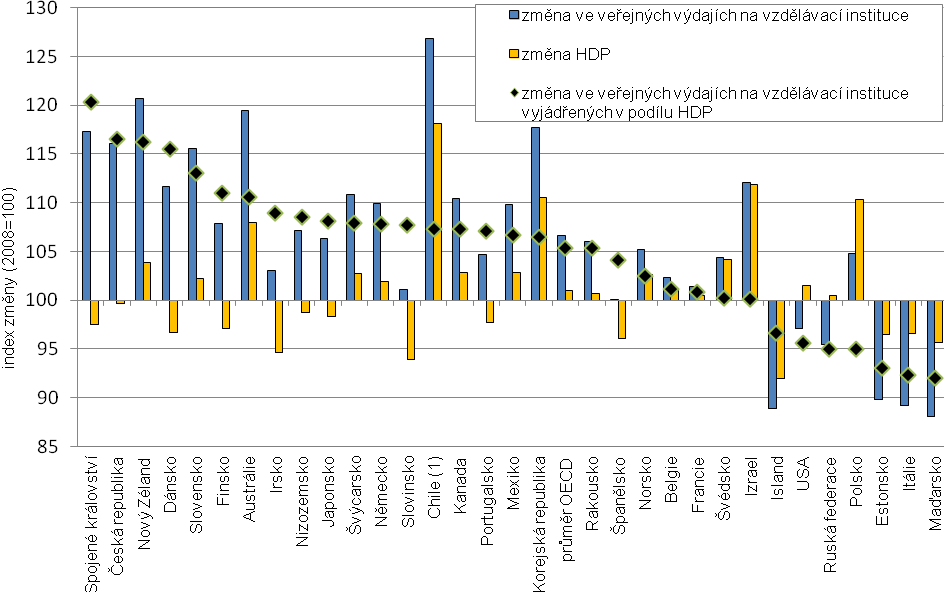 změna ve veřejných výdajích na vzdělávací instituce
změna HDP
změna ve veřejných výdajích na vzdělávací instituce
vyjádřených v podílu HDP
130
125
120
115
110
105
100
95
90
85
index změny (2008=100)
Spojené království
Česká republika
Nový Zéland
Dánsko
Slovensko
Finsko
Austrálie
Irsko
Nizozemsko
Japonsko
Švýcarsko
Německo
Slovinsko
Chile (1)
Kanada
Portugalsko
Mexiko
Korejská republika
průměr OECD
Rakousko
Španělsko
Norsko
Belgie
Francie
Švédsko
Izrael
Island
USA
Ruská federace
Polsko
Estonsko
Itálie
Maďarsko